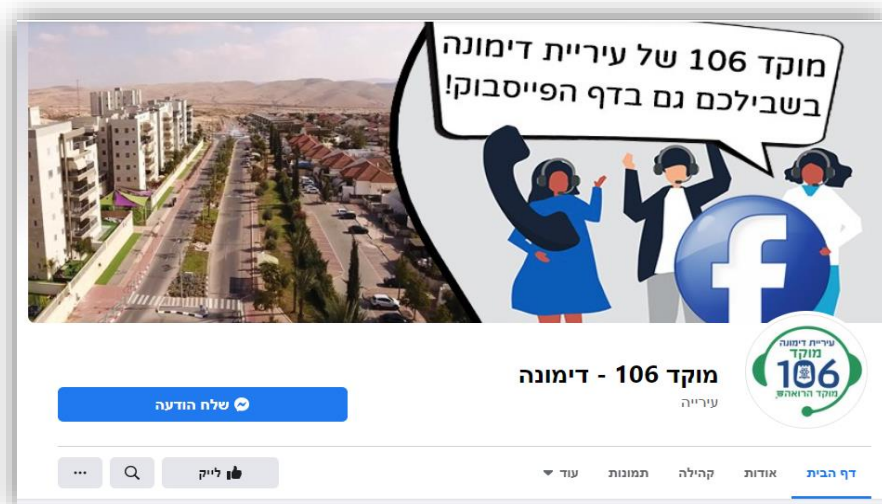 מוקד 106 של עיריית דימונה
בשבילכם גם בדף הפייסבוק!
עיריית דימונה
מוקד
106
מוקד הרואה
מוקד 106 - דימונה
עירייה
שלח הודעה
דף הבית
אודות
קהילה
תמונות
עוד
לייק